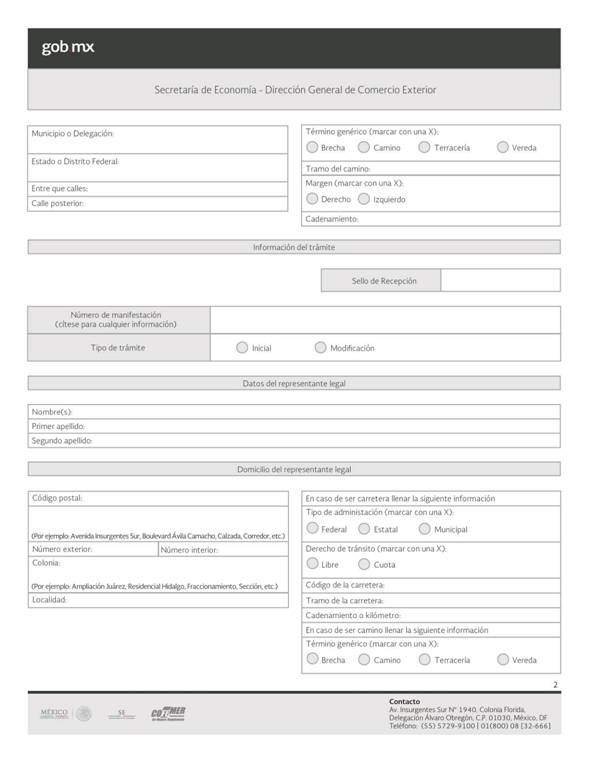 gob.mx
Secretaría de Economía - Dirección General de Comercio Exterior
Municipio o Delegación:
Estado o Distrito Federal:
Entre que calles:
Calle posterior:
Término genérico (marcar con una X):
Brecha Camino Terracería Vereda
Tramo del camino:
Margen (marcar con una X):
Derecho Izquierdo
Cadenamiento:
Información del trámite
Sello de Recepción
Número de manifestación
(cítese para cualquier información)
Tipo de trámite
Inicial Modificación
Datos del representante legal
Nombre(s):
Primer apellido:
Segundo apellido:
Domicilio del representante legal
Código postal:
(Por ejemplo: Avenida Insurgentes Sur, Boulevard Ávila Camacho, Calzada, Corredor, etc.)
Número exterior: Número interior:
Colonia:
(Por ejemplo: Ampliación Juárez, Residencial Hidalgo, Fraccionamiento, Sección, etc.)
Localidad:
En caso de ser carretera llenar la siguiente información
Tipo de administación (marcar con una X):
Federal Estatal Municipal
Derecho de tránsito (marcar con una X):
Libre Cuota
Código de la carretera:
Tramo de la carretera:
Cadenamiento o kilómetro:
En caso de ser camino llenar la siguiente información
Término genérico (marcar con una X):
Brecha Camino Terracería Vereda
2
MÉXICO
SE
COFEMER
Contacto
Av. Insurgentes Sur N° 1940, Colonia Florida,
Delegación Álvaro Obregón, C.P. 01030, México, DF
Teléfono: (55) 5729-9100 | 01(800) 08 [32-666]